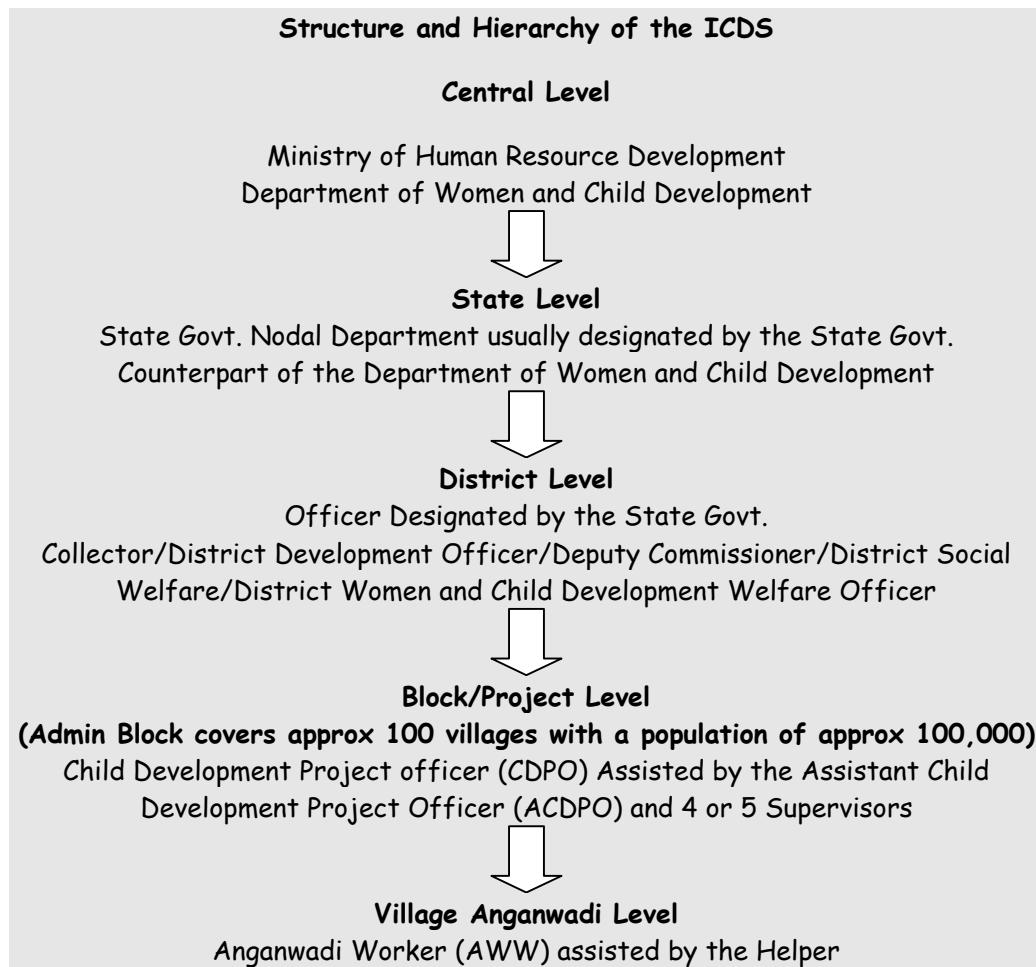 Structure and Hierarchy of the ICDS
Central Level
Ministry of Human Resource Development
Department of Women and Child Development
State Level
State Govt. Nodal Department usually designated by the State Govt.
Counterpart of the Department of Women and Child Development
District Level
Officer Designated by the State Govt.
Collector/District Development Officer/Deputy Commissioner/District Social
Welfare/District Women and Child Development Welfare Officer
Block/Project Level
(Admin Block covers approx 100 villages with a population of approx 100,000)
Child Development Project officer (CDPO) Assisted by the Assistant Child
Development Project Officer (ACDPO) and 4 or 5 Supervisors
Village Anganwadi Level
Anganwadi Worker (AWW) assisted by the Helper